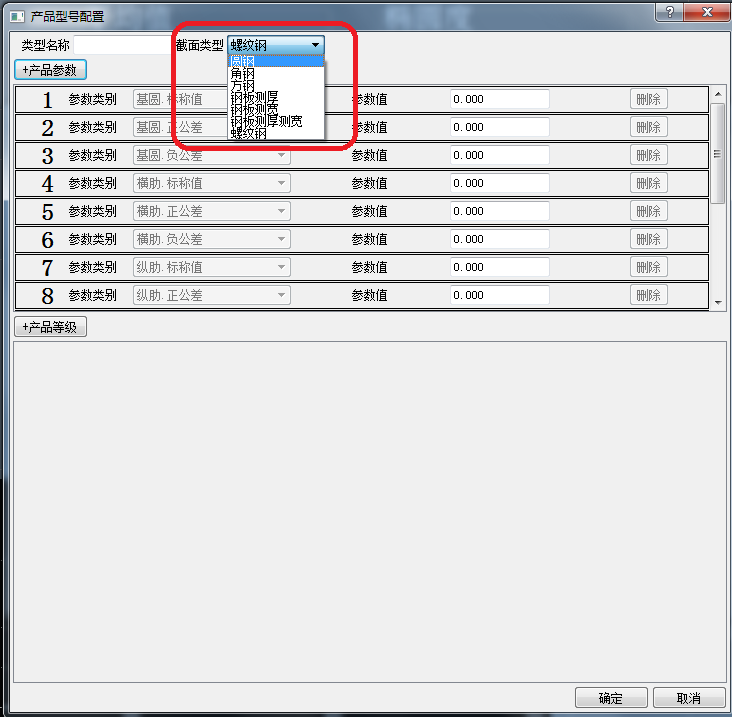 产品型号配置
类型名称 截面类型 螺纹钢
圆钢
角钢
方钢
钢板测厚
钢板测宽
钢板测厚测宽
螺纹钢
+产品参数
1 参数类别 基圆.标称值 参数值 0.000 删除
2 参数类别 基圆.正公差 参数值 0.000 删除
3 参数类别 基圆.负公差 参数值 0.000 删除
4 参数类别 横肋.标称值 参数值 0.000 删除
5 参数类别 横肋.正公差 参数值 0.000 删除
6 参数类别 横肋.负公差 参数值 0.000 删除
7 参数类别 纵肋.标称值 参数值 0.000 删除
8 参数类别 纵肋.正公差 参数值 0.000 删除
+产品等级
确定 取消